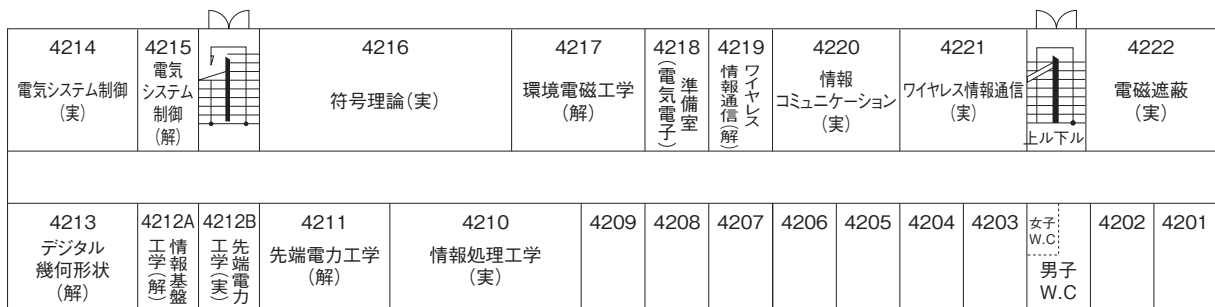 4214
電気システム制御
(実)
4215
電気
システム
制御
(解)
4216
符号理論(実)
4217
環境電磁工学
(解)
4218
準備室
(電気電子)
4219
ワイヤレス
情報通信(解)
4220
情報
コミュニケーション
(実)
4221
ワイヤレス情報通信
(実)
上ル下ル
4222
電磁遮蔽
(実)
4213
デジタル
幾何形状
(解)
4212A
情報基盤
工学(解)
4212B
先端電力
工学(実)
4211
先端電力工学
(解)
4210
情報処理工学
(実)
4209
4208
4207
4206
4205
4204
4203
女子
W.C
男子
W.C
4202
4201